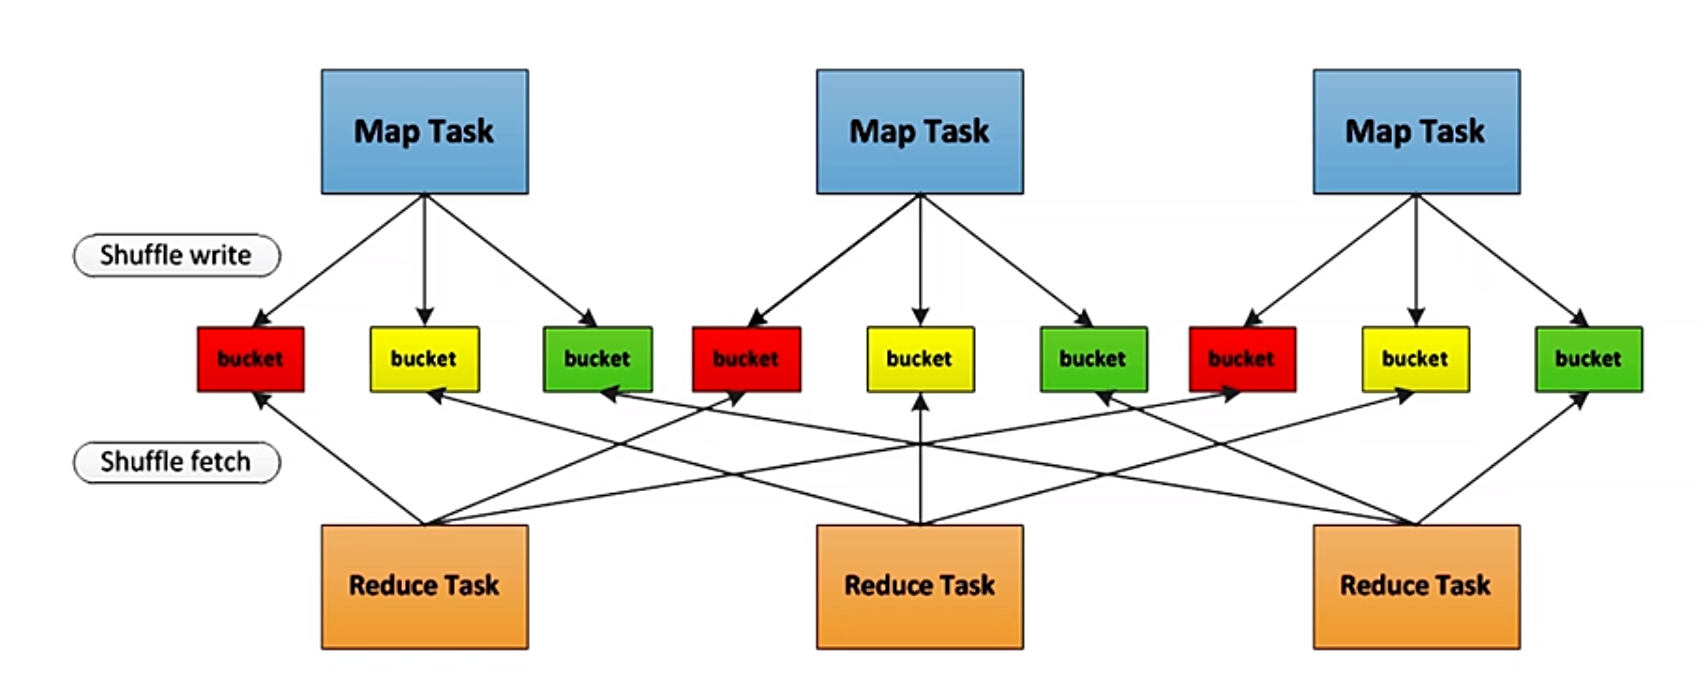 Map Task
Map Task
Map Task
Shuffle write
bucket
bucket
bucket
bucket
bucket
bucket
bucket
bucket
bucket
Shuffle fetch
Reduce Task
Reduce Task
Reduce Task